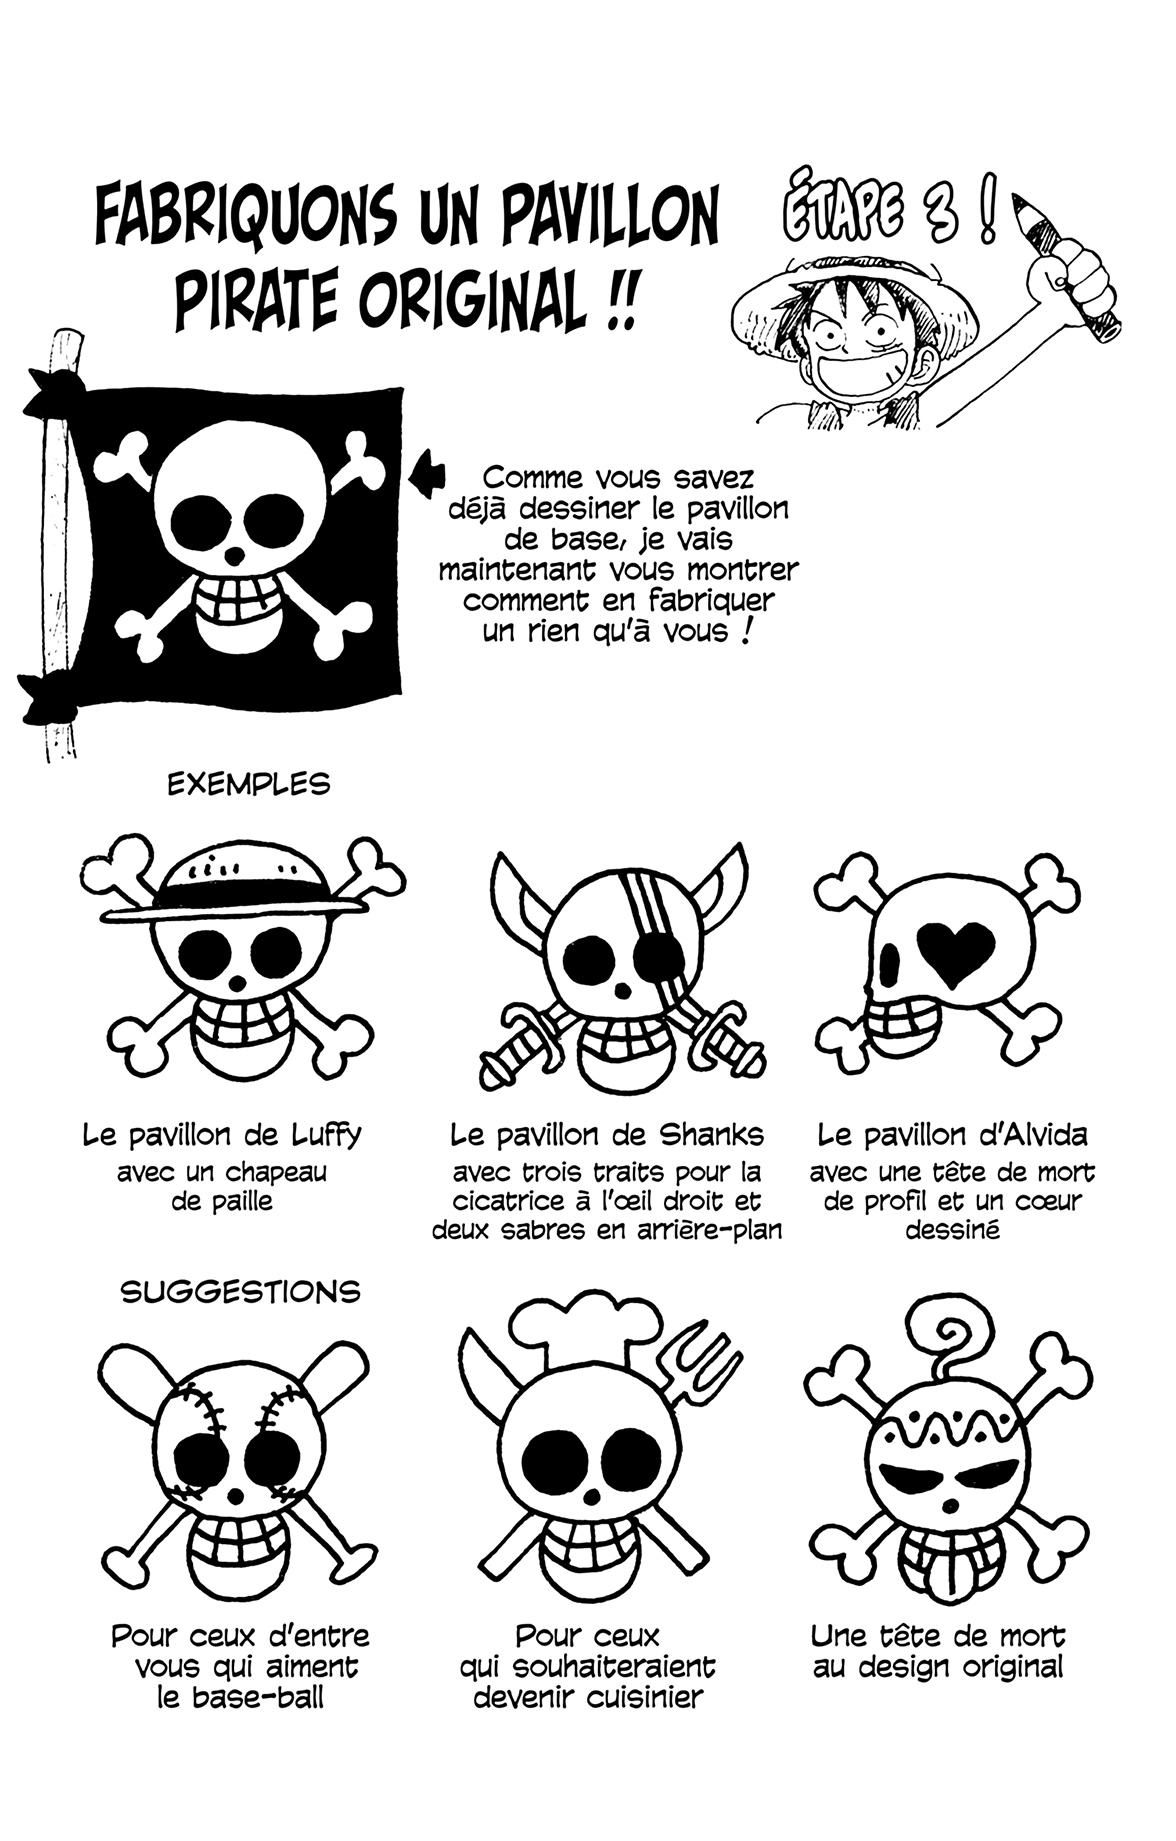 FABRIQUONS UN PAVILLON
PIRATE ORIGINAL !!
ÉTAPE 3 !
Comme vous savez
déjà dessiner le pavillon
de base, je vais
maintenant vous montrer
comment en fabriquer
un rien qu'à vous !
EXEMPLES
Le pavillon de Luffy
avec un chapeau
de paille
Le pavillon de Shanks
avec trois traits pour la
cicatrice à l'œil droit et
deux sabres en arrière-plan
Le pavillon d'Alvida
avec une tête de mort
de profil et un cœur
dessiné
SUGGESTIONS
Pour ceux d'entre
vous qui aiment
le base-ball
Pour ceux
qui souhaiteraient
devenir cuisinier
Une tête de mort
au design original